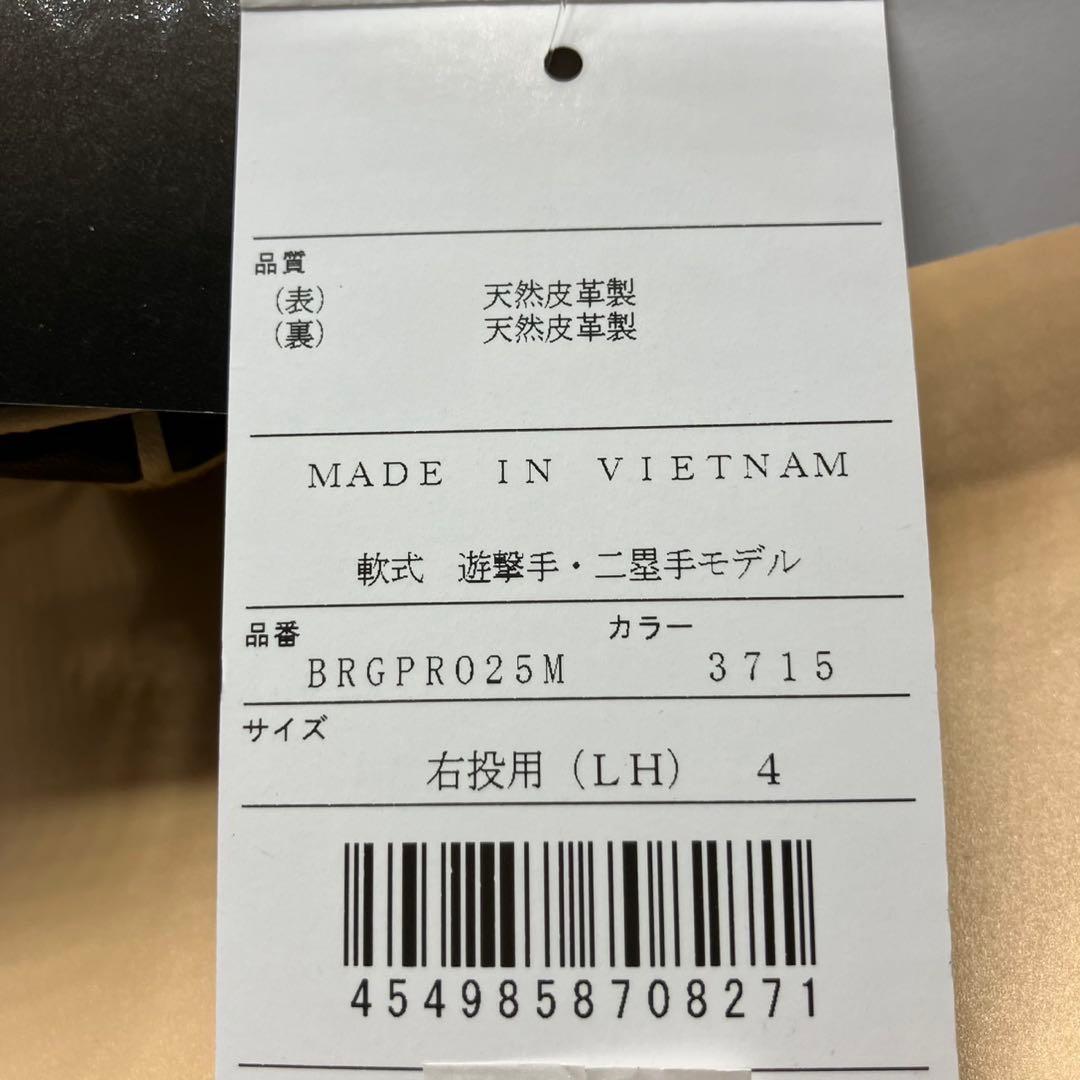 品質
(表) 天然皮革製
(裏) 天然皮革製
MADE IN VIETNAM
軟式 遊撃手・二塁手モデル
品番 カラー
BRGPRO25M 3715
サイズ
右投用(LH) 4
4549858708271